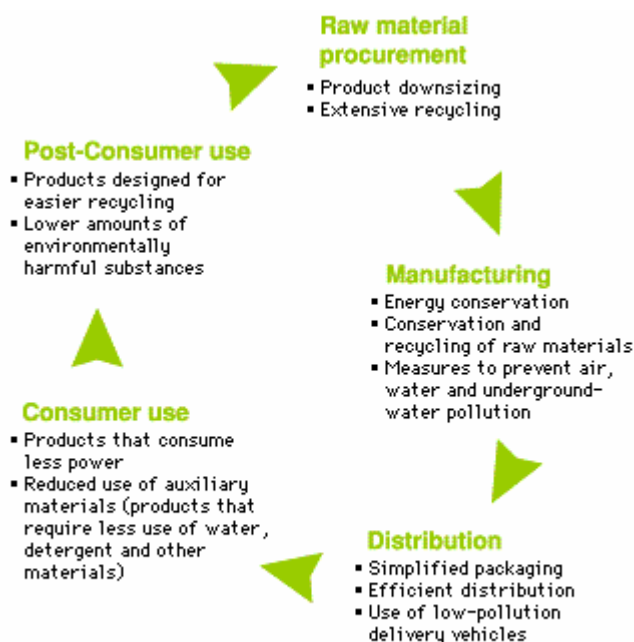 Raw material
procurement
▪ Product downsizing
▪ Extensive recycling
Manufacturing
▪ Energy conservation
▪ Conservation and
recycling of raw materials
▪ Measures to prevent air,
water and underground-
water pollution
Distribution
▪ Simplified packaging
▪ Efficient distribution
▪ Use of low-pollution
delivery vehicles
Consumer use
▪ Products that consume
less power
▪ Reduced use of auxiliary
materials (products that
require less use of water,
detergent and other
materials)
Post-Consumer use
▪ Products designed for
easier recycling
▪ Lower amounts of
environmentally
harmful substances